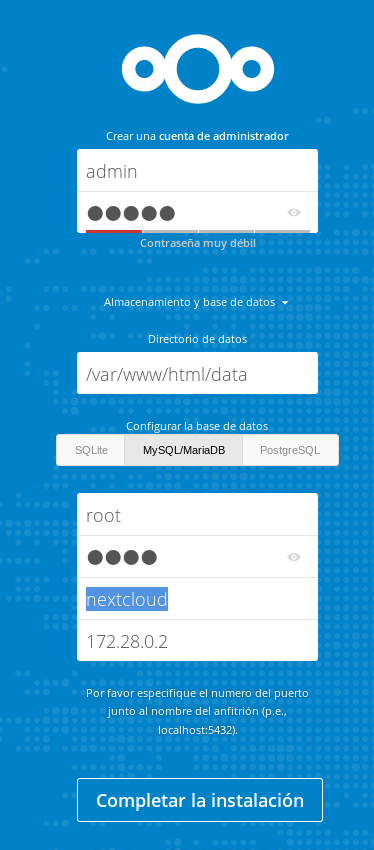 Crear una cuenta de administrador
admin
●●●●●
Contraseña muy débil
Almacenamiento y base de datos
Directorio de datos
/var/www/html/data
Configurar la base de datos
SQLite MySQL/MariaDB PostgreSQL
root
●●●●
nextcloud
172.28.0.2
Por favor especifique el numero del puerto
junto al nombre del anfitrión (p.e.,
localhost:5432).
Completar la instalación